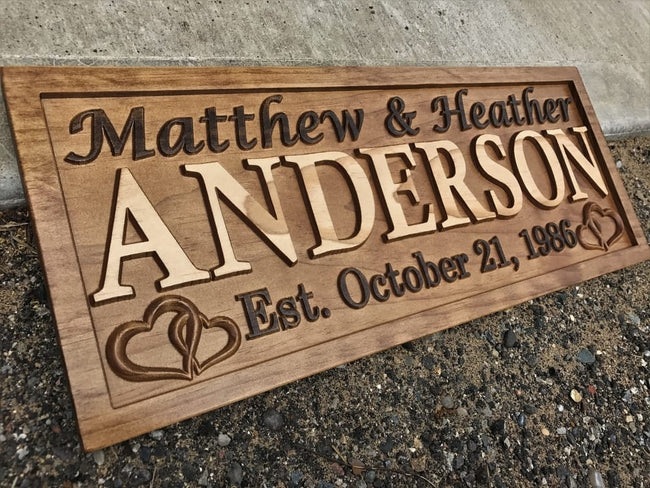 Matthew & Heather
ANDERSON
Est. October 21, 1986